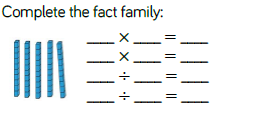 Complete the fact family:
___ × ___ = ___
___ × ___ = ___
___ ÷ ___ = ___
___ ÷ ___ = ___